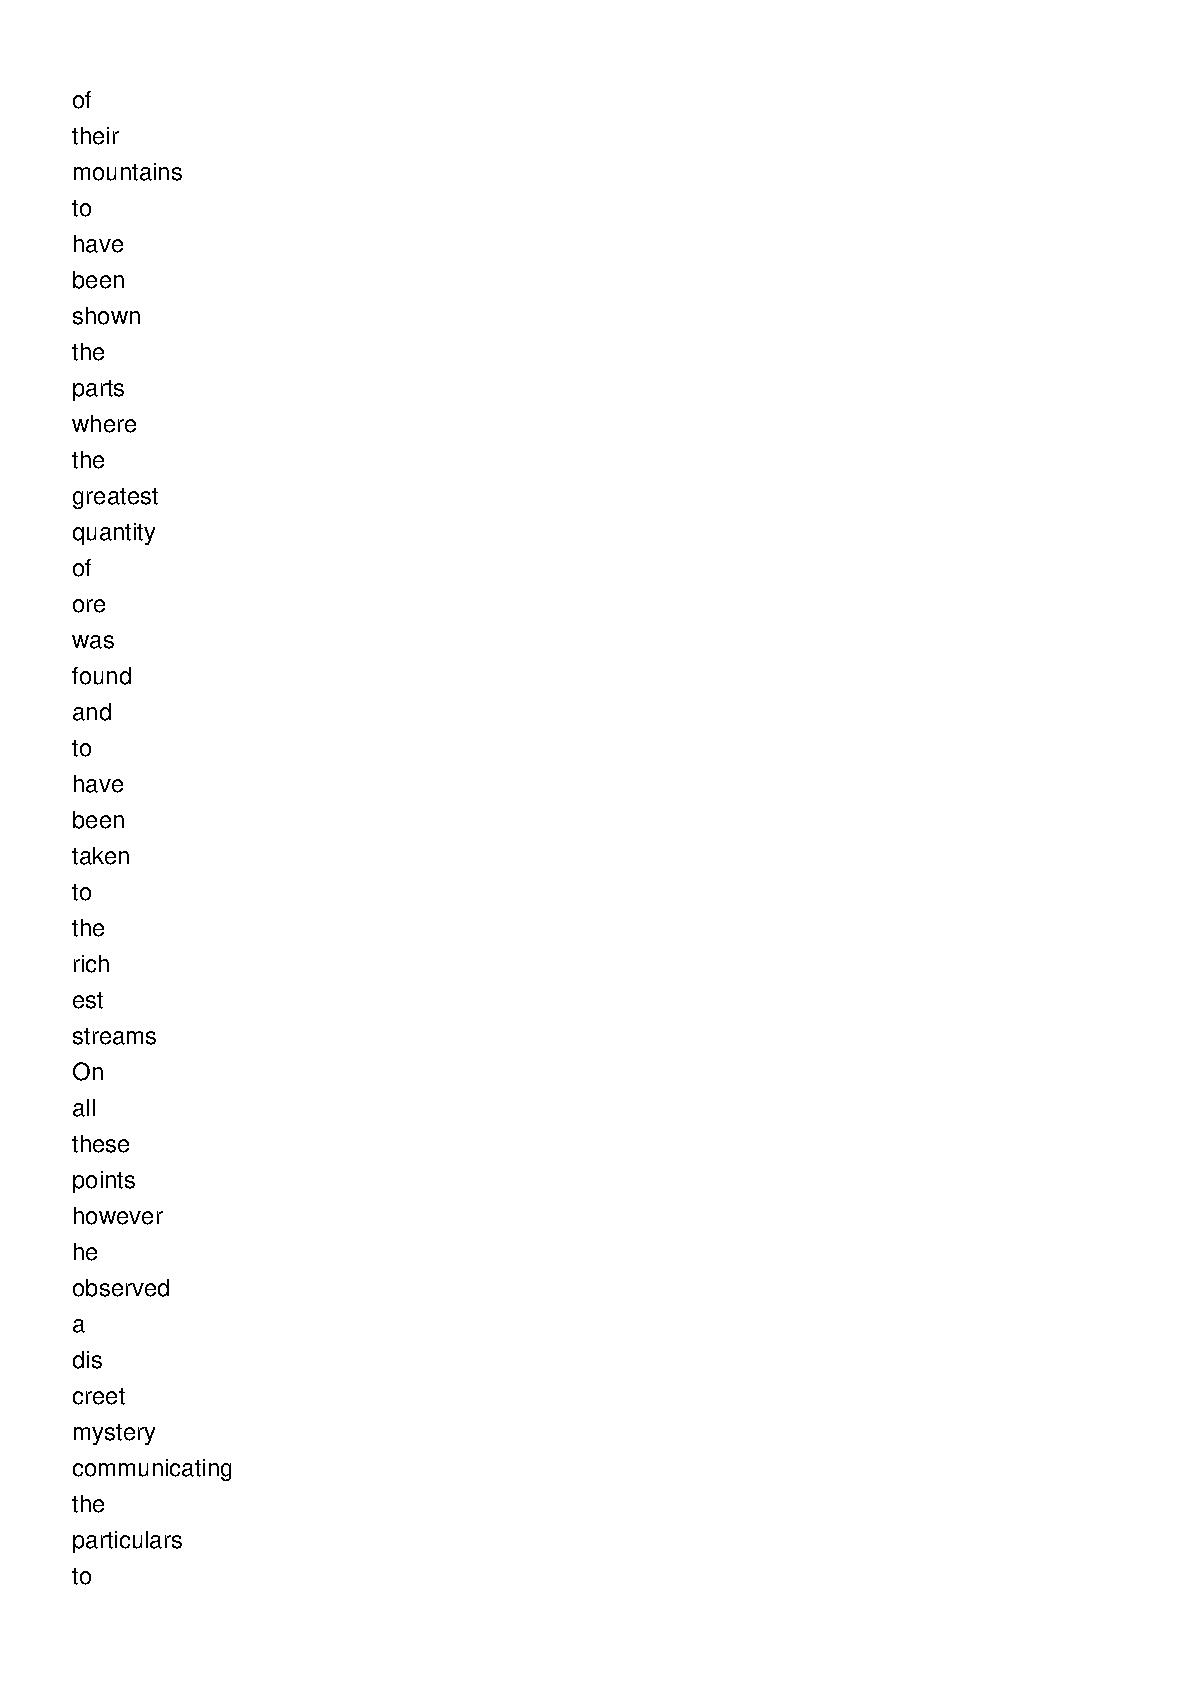 of
their
mountains
to
have
been
shown
the
parts
where
the
greatest
quantity
of
ore
was
found
and
to
have
been
taken
to
the
rich
est
streams
On
all
these
points
however
he
observed
a
dis
creet
mystery
communicating
the
particulars
to